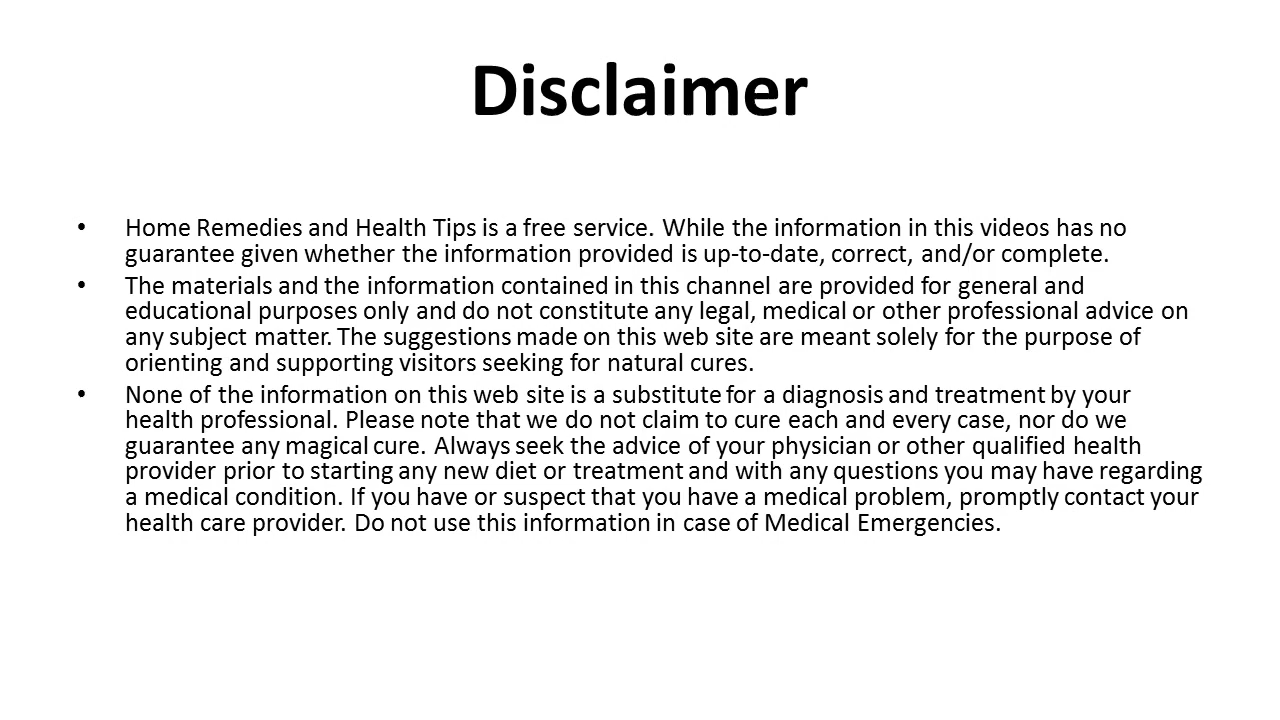 Disclaimer
• Home Remedies and Health Tips is a free service. While the information in this videos has no
guarantee given whether the information provided is up-to-date, correct, and/or complete.
• The materials and the information contained in this channel are provided for general and
educational purposes only and do not constitute any legal, medical or other professional advice on
any subject matter. The suggestions made on this web site are meant solely for the purpose of
orienting and supporting visitors seeking for natural cures.
• None of the information on this web site is a substitute for a diagnosis and treatment by your
health professional. Please note that we do not claim to cure each and every case, nor do we
guarantee any magical cure. Always seek the advice of your physician or other qualified health
provider prior to starting any new diet or treatment and with any questions you may have regarding
a medical condition. If you have or suspect that you have a medical problem, promptly contact your
health care provider. Do not use this information in case of Medical Emergencies.